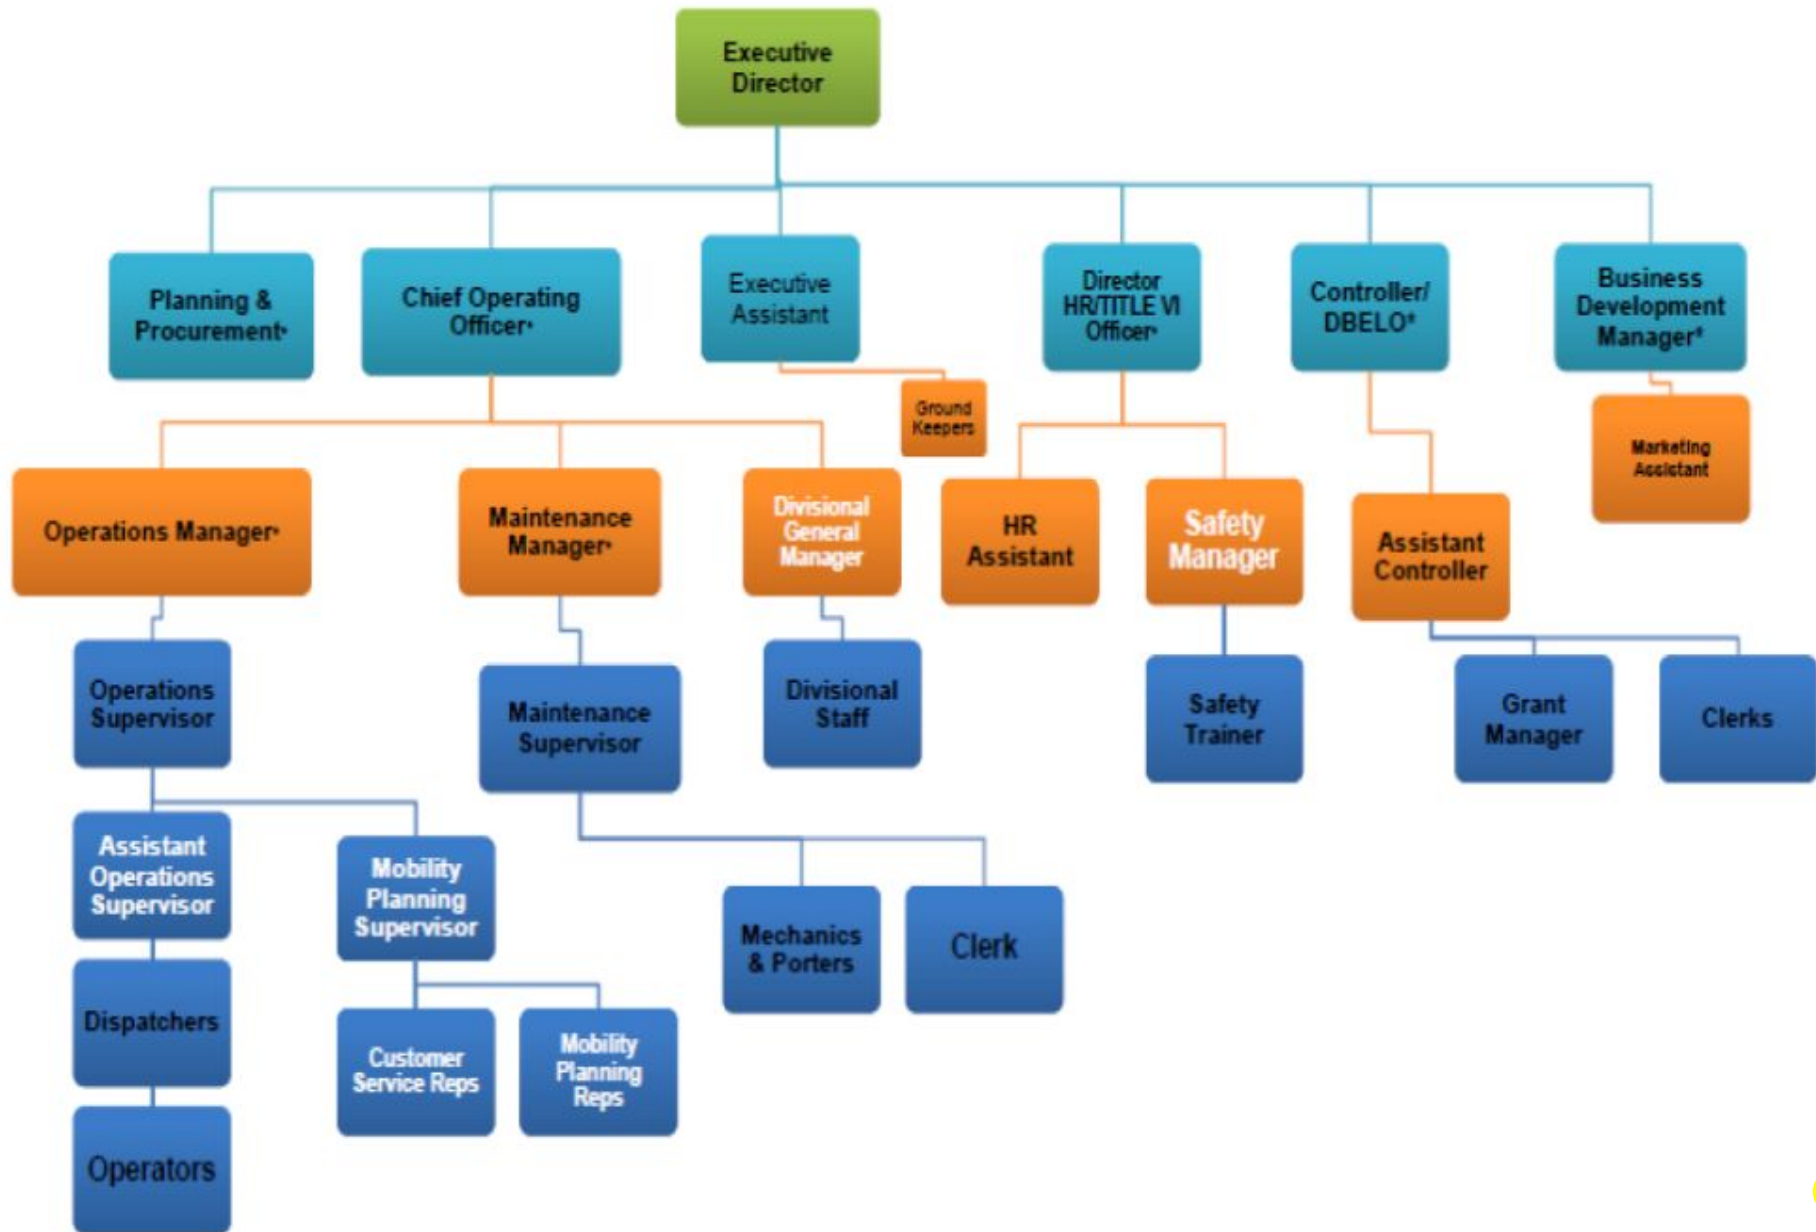 Executive
Director
Planning &
Procurement*
Chief Operating
Officer*
Executive
Assistant
Director
HR/TITLE VI
Officer*
Controller/
DBELO*
Business
Development
Manager*
Ground
Keepers
Marketing
Assistant
Operations Manager*
Maintenance
Manager*
Divisional
General
Manager
HR
Assistant
Safety
Manager
Assistant
Controller
Operations
Supervisor
Maintenance
Supervisor
Divisional
Staff
Safety
Trainer
Grant
Manager
Clerks
Assistant
Operations
Supervisor
Mobility
Planning
Supervisor
Mechanics
& Porters
Clerk
Dispatchers
Customer
Service Reps
Mobility
Planning
Reps
Operators